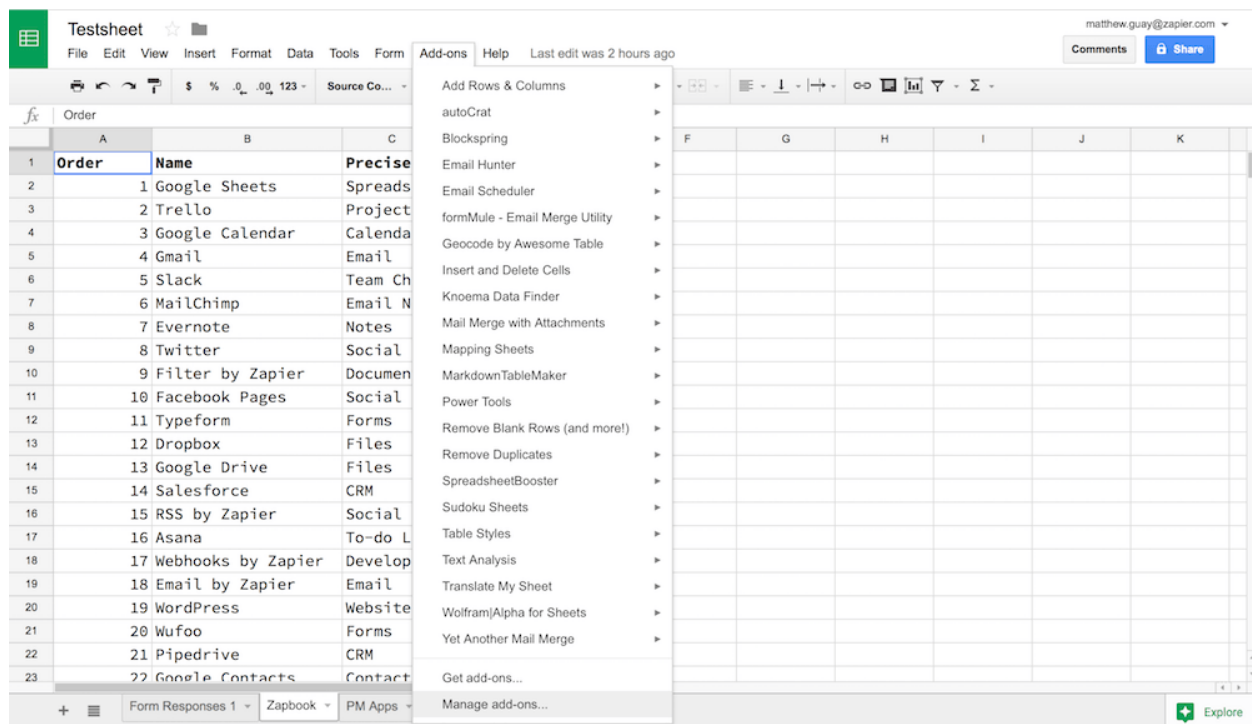 Testsheet
matthew.guay@zapier.com
File Edit View Insert Format Data Tools Form Add-ons Help Last edit was 2 hours ago
Comments Share
$ % .0 .00 123 Source Co...
fx Order
A B C F G H I J K
1 Order Name Precise
2 1 Google Sheets Spreads
3 2 Trello Project
4 3 Google Calendar Calenda
5 4 Gmail Email
6 5 Slack Team Ch
7 6 MailChimp Email N
8 7 Evernote Notes
9 8 Twitter Social
10 9 Filter by Zapier Documen
11 10 Facebook Pages Social
12 11 Typeform Forms
13 12 Dropbox Files
14 13 Google Drive Files
15 14 Salesforce CRM
16 15 RSS by Zapier Social
17 16 Asana To-do L
18 17 Webhooks by Zapier Develop
19 18 Email by Zapier Email
20 19 WordPress Website
21 20 Wufoo Forms
22 21 Pipedrive CRM
23 22 Google Contacts Contact
Add Rows & Columns
autoCrat
Blockspring
Email Hunter
Email Scheduler
formMule - Email Merge Utility
Geocode by Awesome Table
Insert and Delete Cells
Knoema Data Finder
Mail Merge with Attachments
Mapping Sheets
MarkdownTableMaker
Power Tools
Remove Blank Rows (and more!)
Remove Duplicates
SpreadsheetBooster
Sudoku Sheets
Table Styles
Text Analysis
Translate My Sheet
Wolfram|Alpha for Sheets
Yet Another Mail Merge
Get add-ons...
Manage add-ons...
Form Responses 1 Zapbook PM Apps
Explore